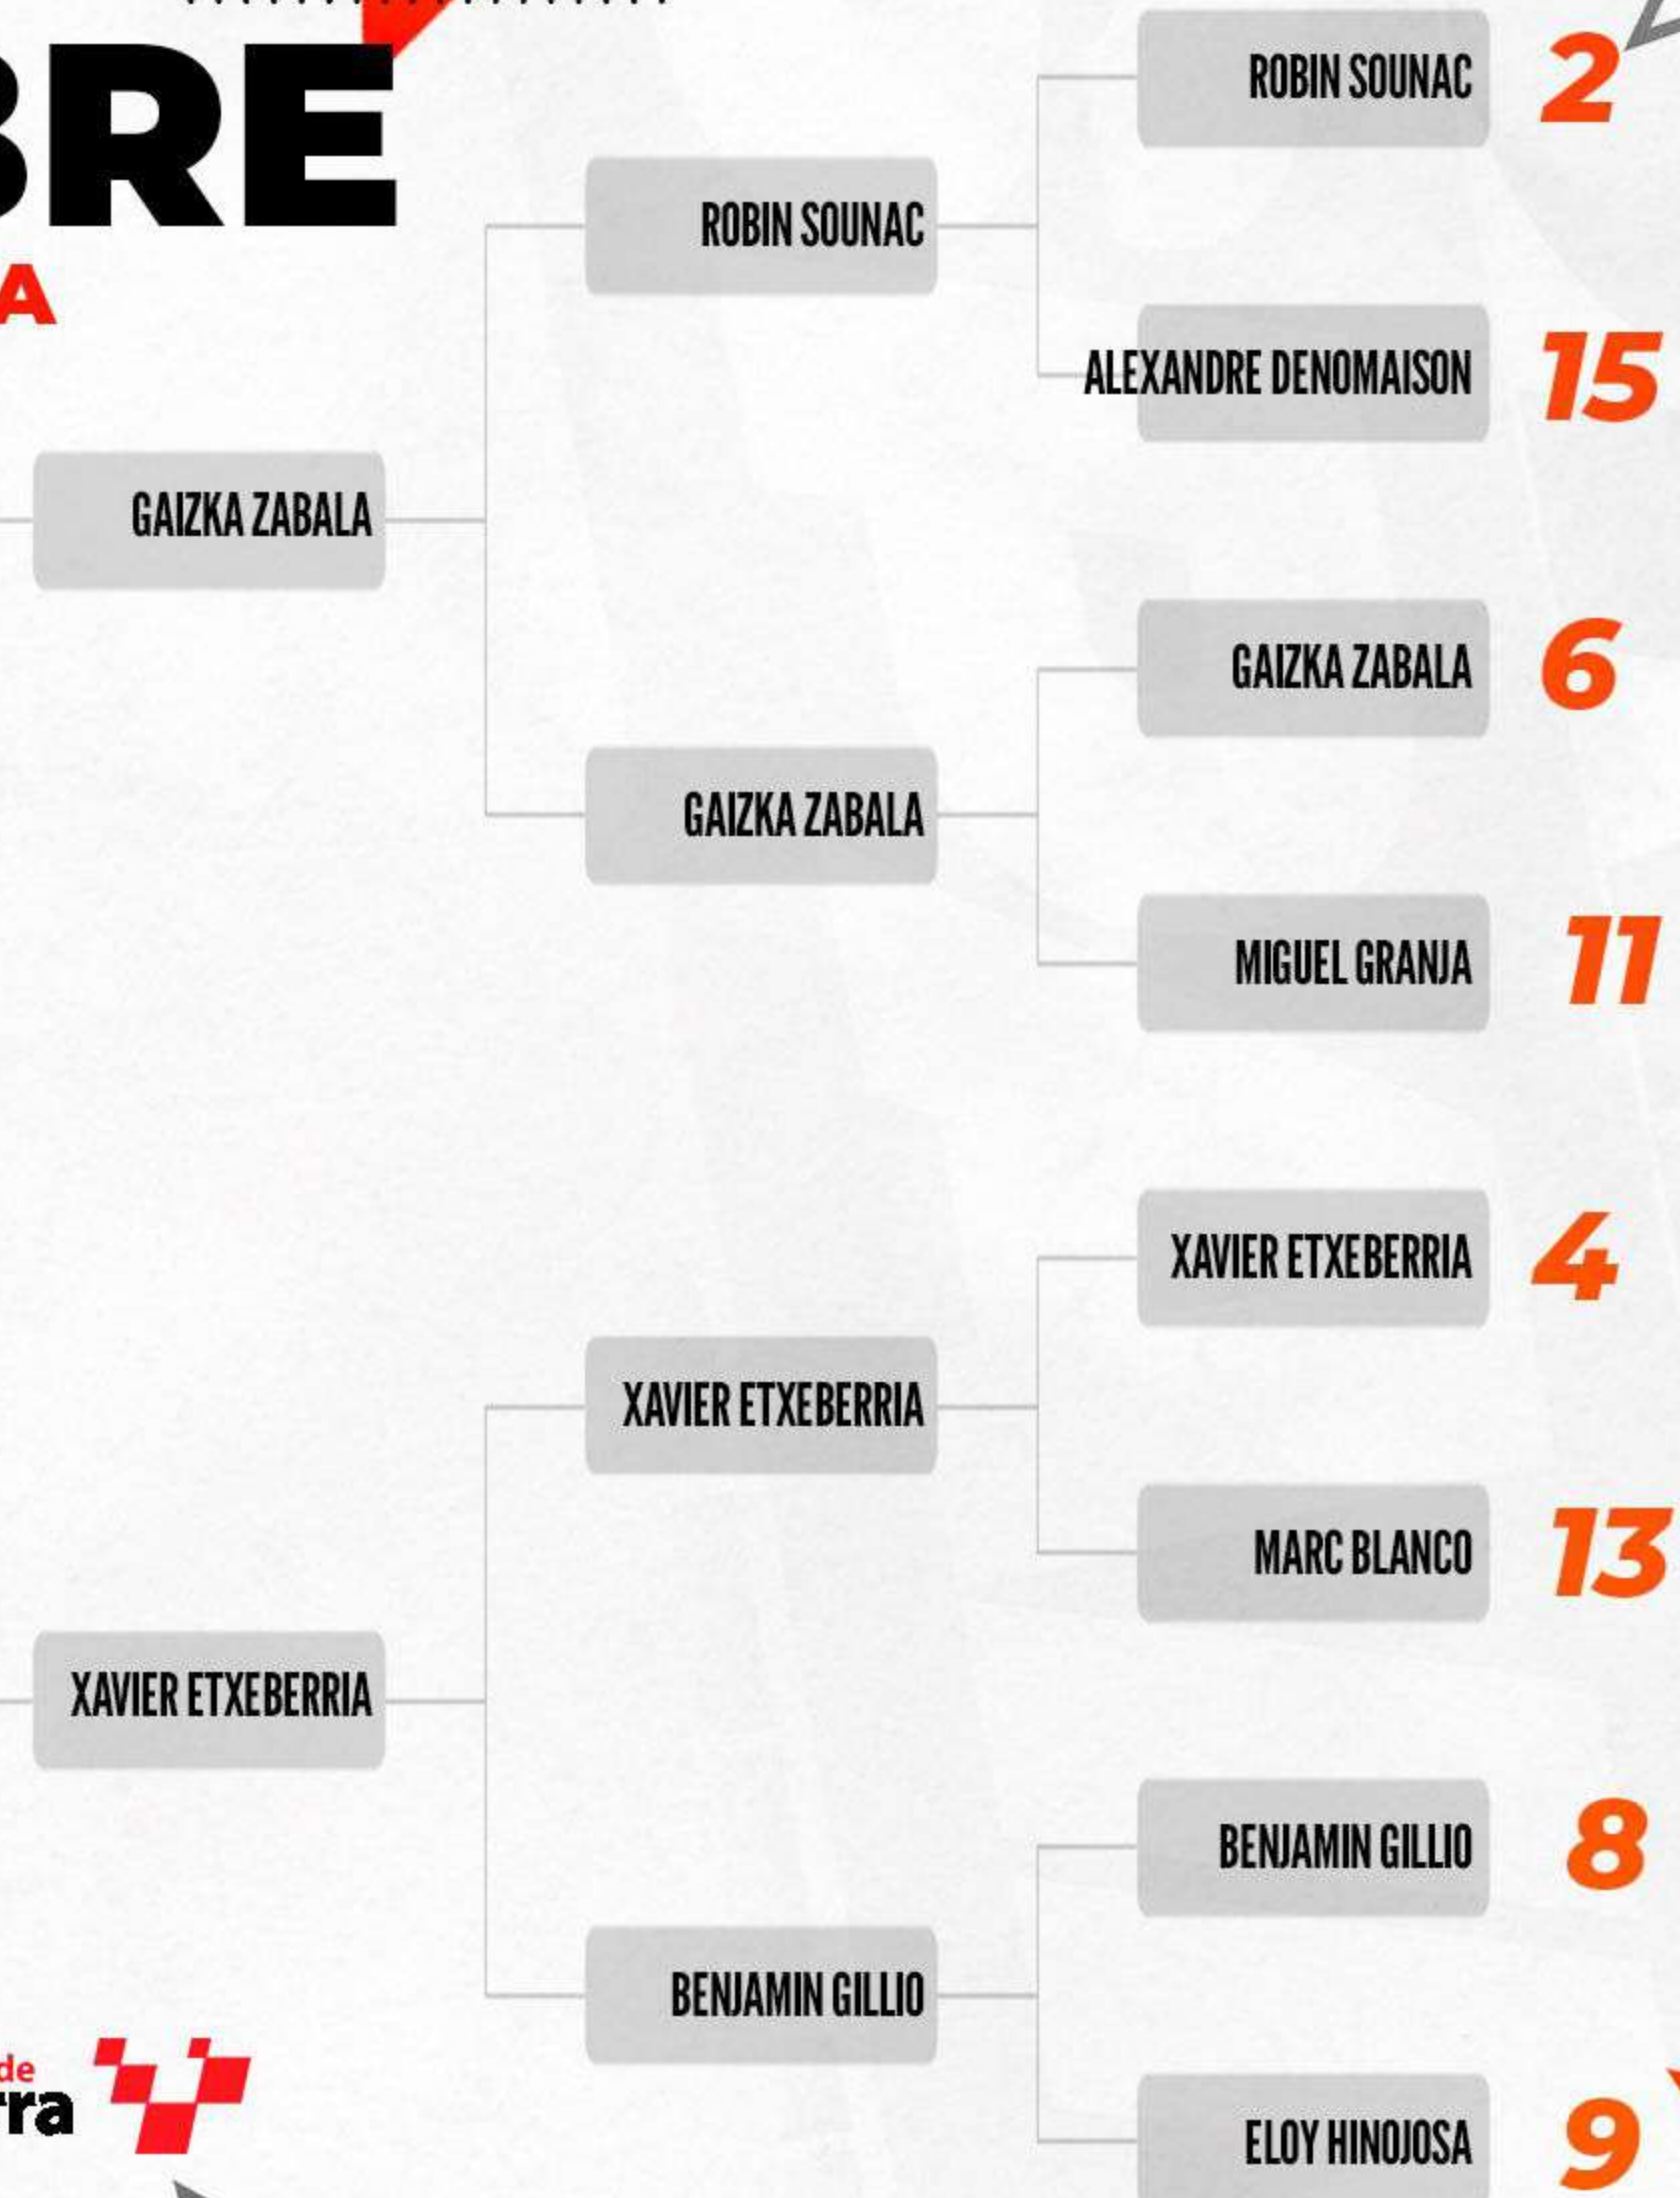 BRE
A
ROBIN SOUNAC 2
ROBIN SOUNAC
ALEXANDRE DENOMAISON 15
GAIZKA ZABALA
GAIZKA ZABALA 6
GAIZKA ZABALA
MIGUEL GRANJA 11
XAVIER ETXEBERRIA 4
XAVIER ETXEBERRIA
MARC BLANCO 13
XAVIER ETXEBERRIA
BENJAMIN GILLIO 8
BENJAMIN GILLIO
ELOY HINOJOSA 9
de
rra